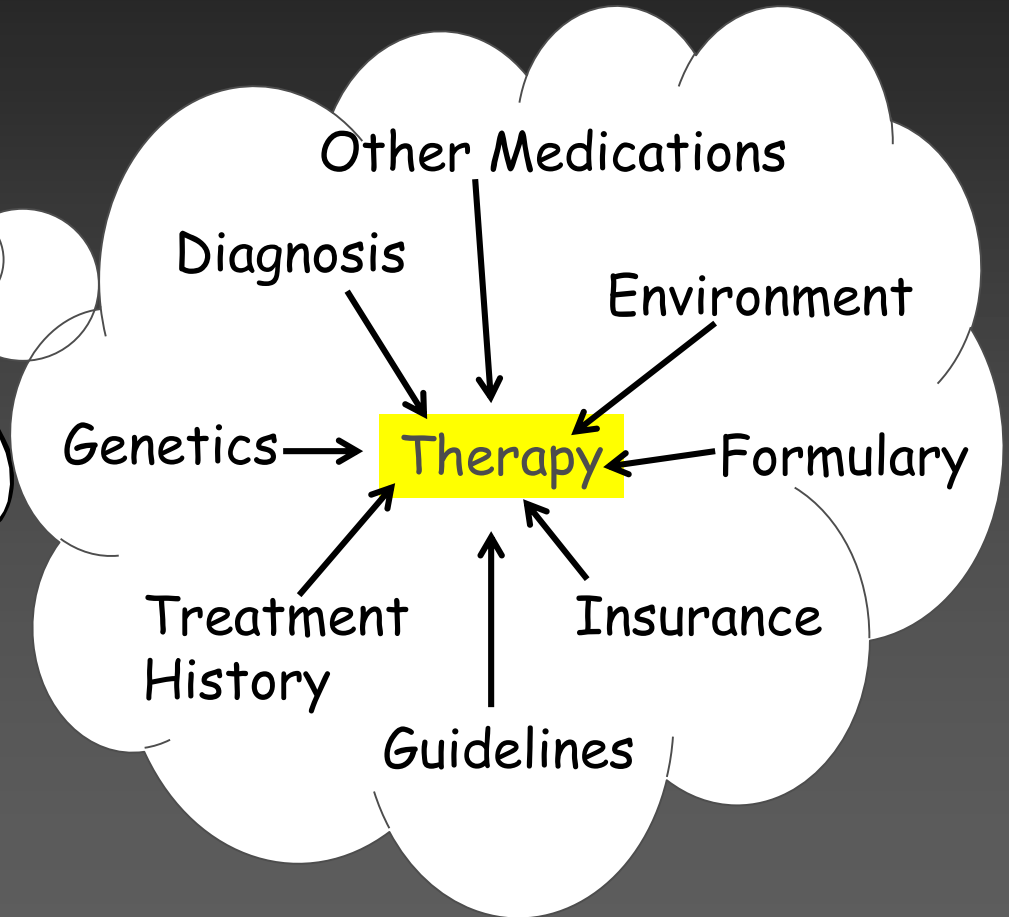 Other Medications
Diagnosis
Environment
Genetics
Therapy
Formulary
Treatment
History
Insurance
Guidelines